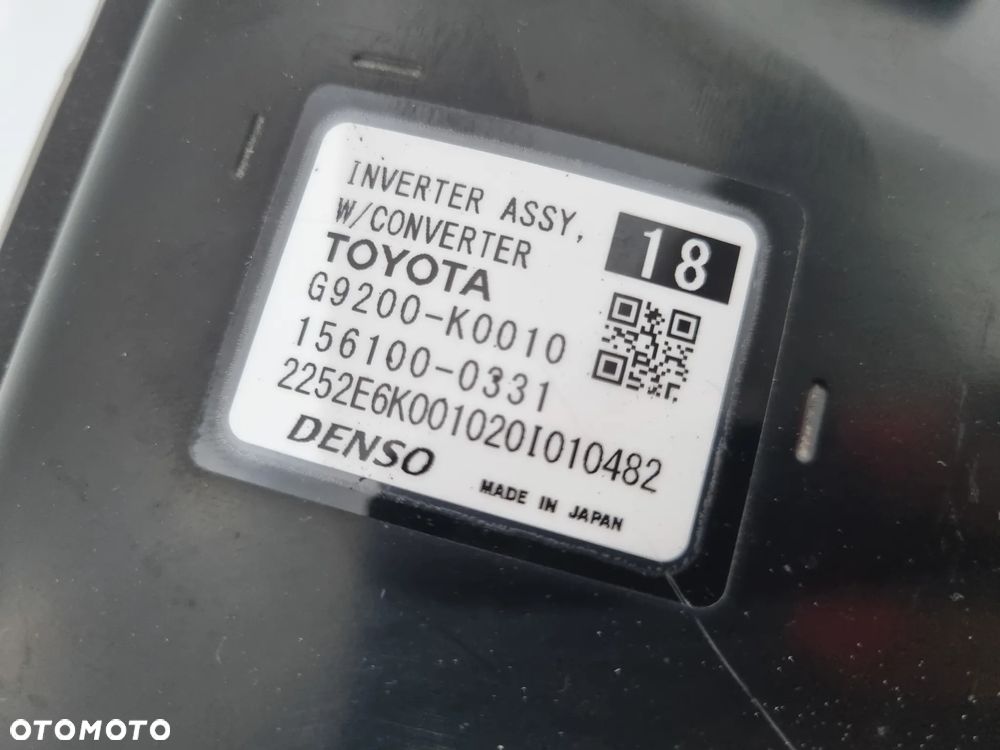 INVERTER ASSY,
W/CONVERTER
18
TOYOTA
G9200-K0010
156100-0331
2252E6K001020I010482
DENSO
MADE IN JAPAN
OTOMOTO